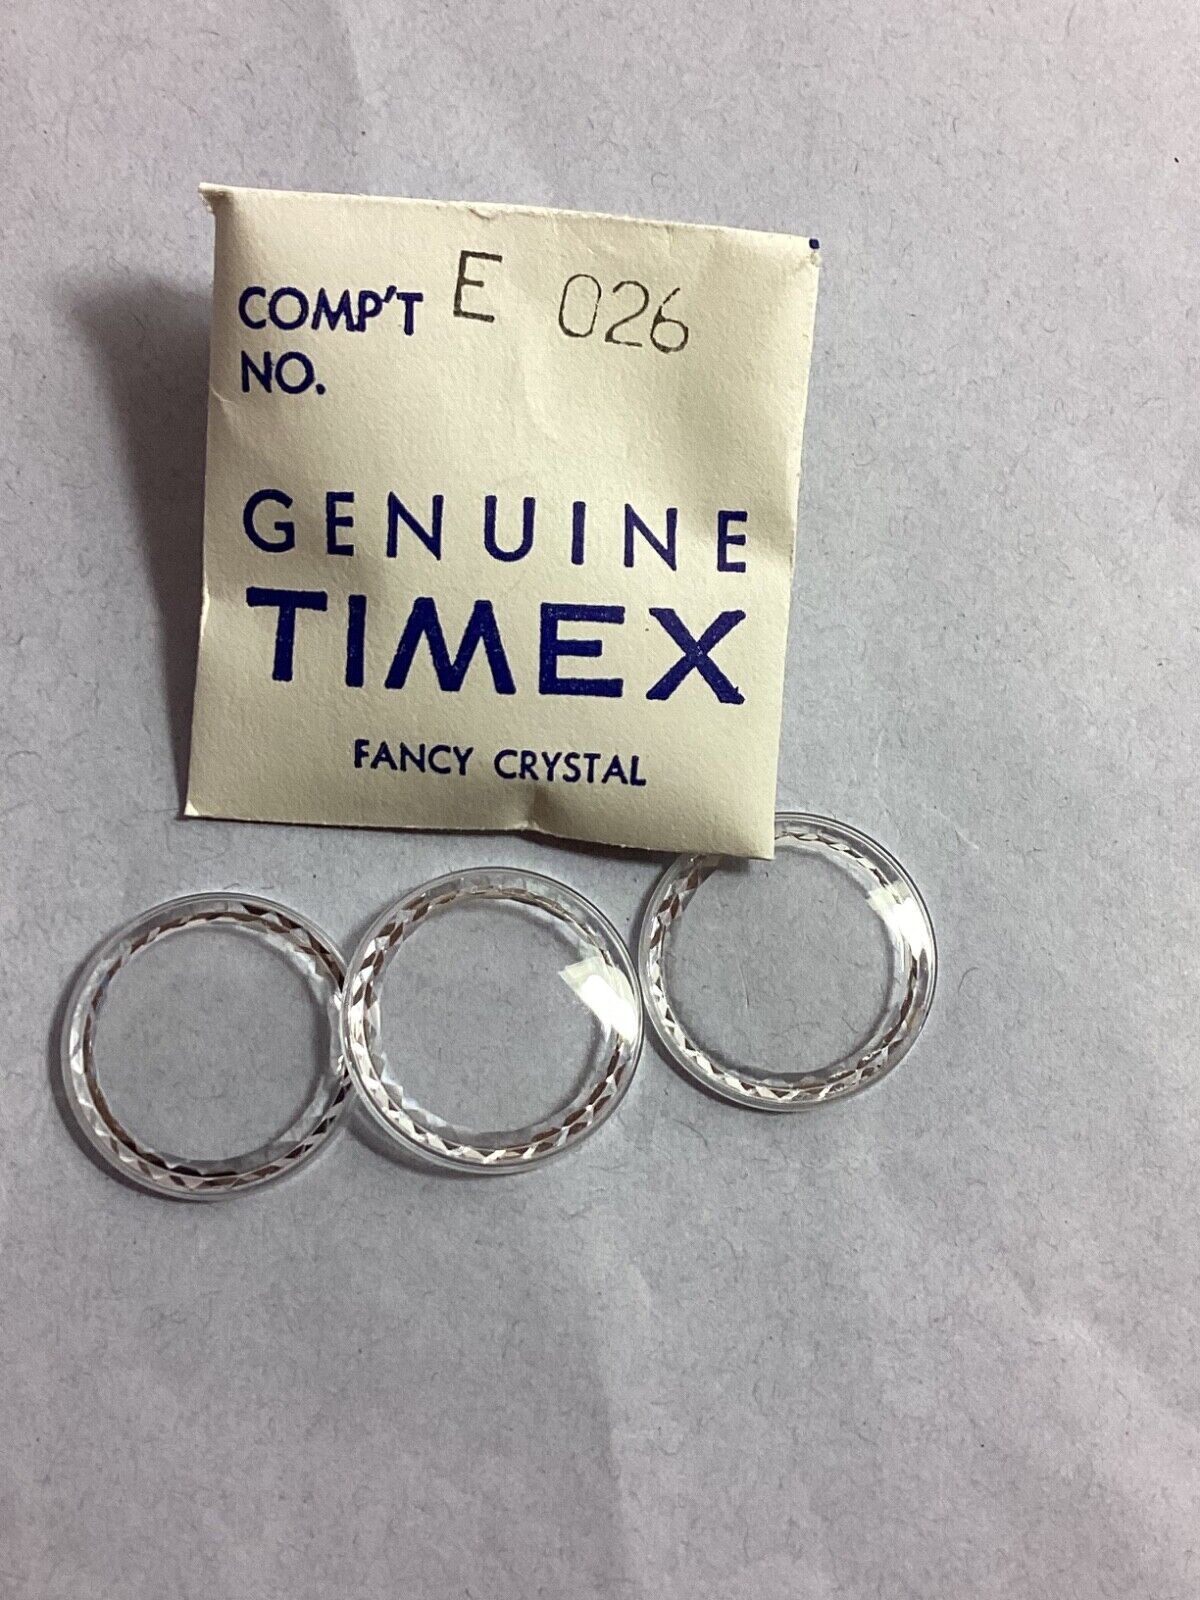 COMP'T E 026
NO.
GENUINE
TIMEX
FANCY CRYSTAL